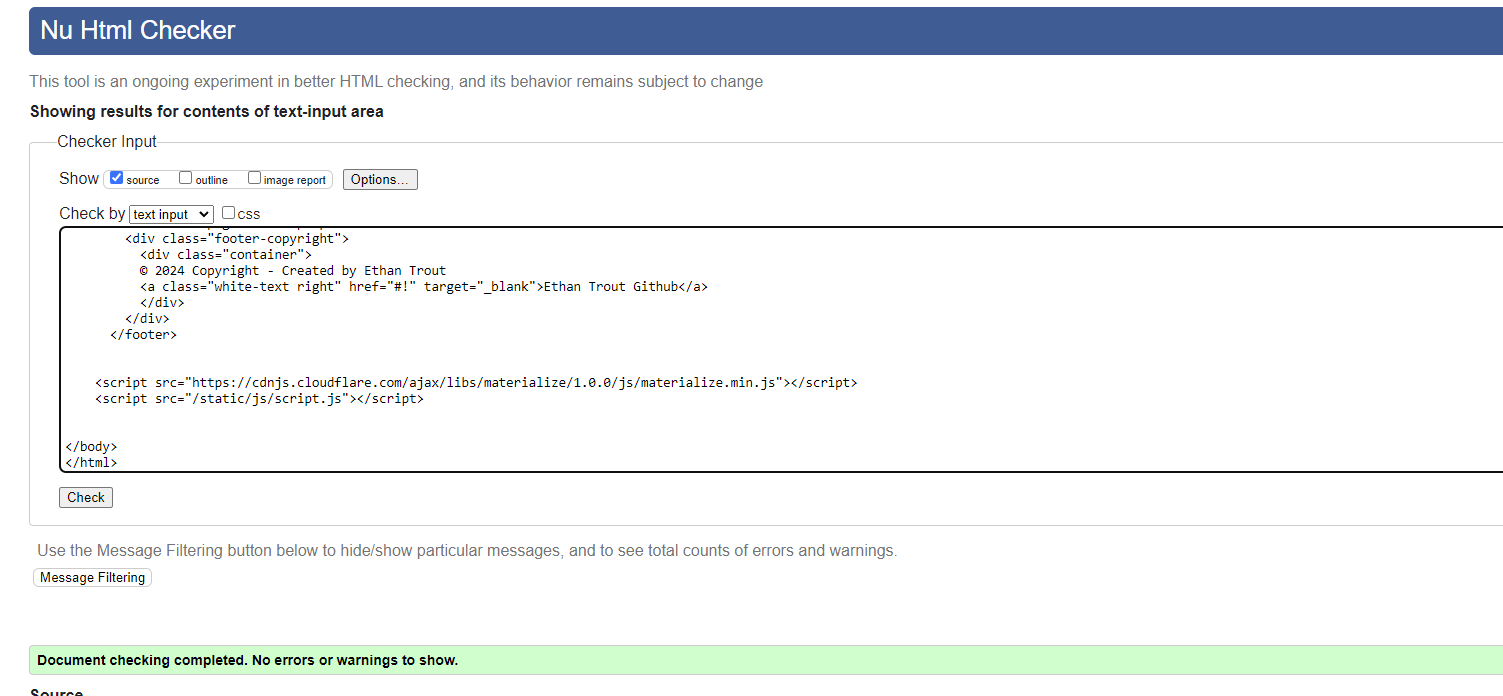 Nu Html Checker
This tool is an ongoing experiment in better HTML checking, and its behavior remains subject to change
Showing results for contents of text-input area
Checker Input
Show source outline image report Options...
Check by text input css
<div class="footer-copyright">
<div class="container">
© 2024 Copyright - Created by Ethan Trout
<a class="white-text right" href="#!" target="_blank">Ethan Trout Github</a>
</div>
</div>
</footer>
<script src="https://cdnjs.cloudflare.com/ajax/libs/materialize/1.0.0/js/materialize.min.js"></script>
<script src="/static/js/script.js"></script>
</body>
</html>
Check
Use the Message Filtering button below to hide/show particular messages, and to see total counts of errors and warnings.
Message Filtering
Document checking completed. No errors or warnings to show.
Source